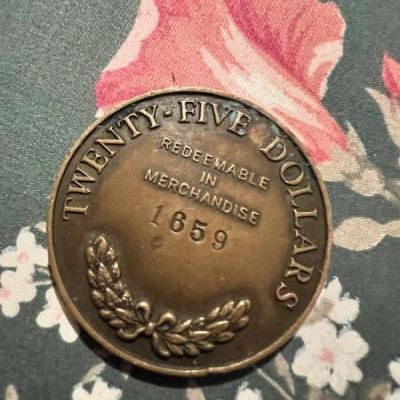 TWENTY-FIVE DOLLARS
REDEEMABLE
IN
MERCHANDISE
1659